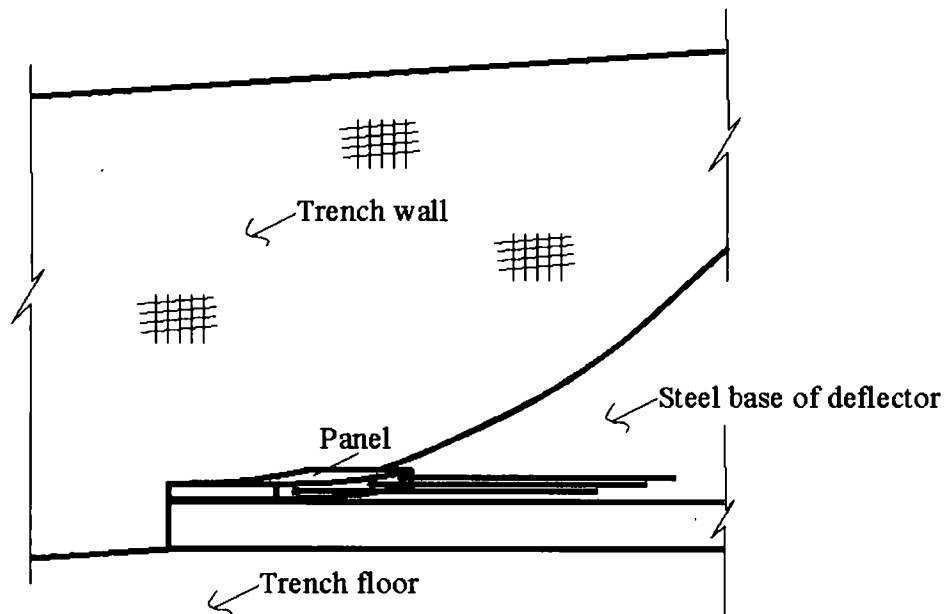 Trench wall
Steel base of deflector
Panel
Trench floor